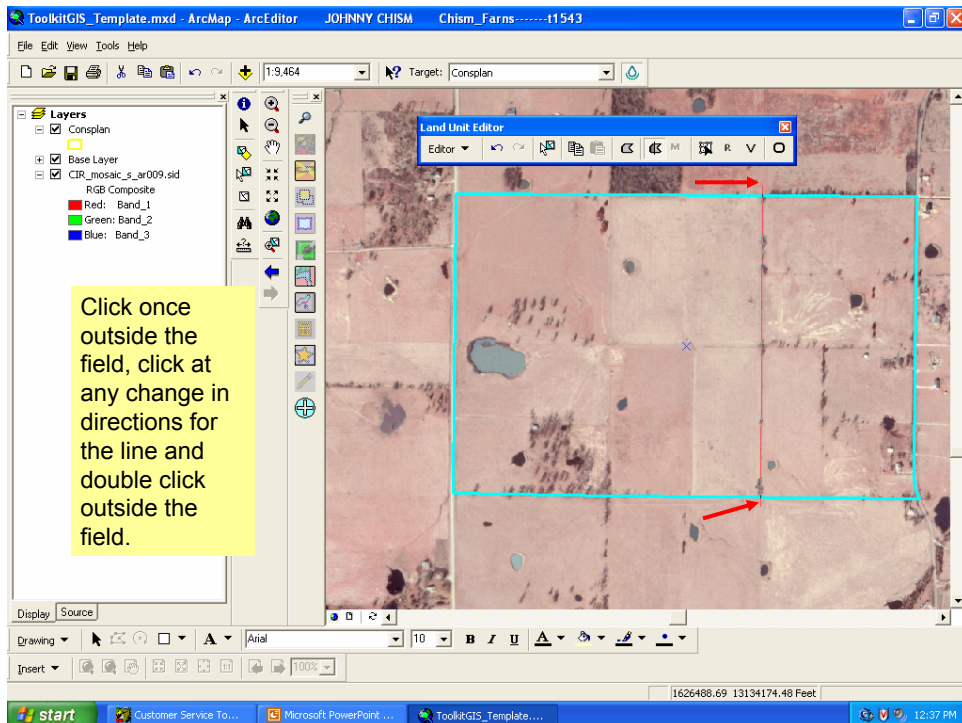 ToolkitGIS_Template.mxd - ArcMap - ArcEditor JOHNNY CHISM Chism_Farns-------t1543
File Edit View Tools Help
1:9,464
Target: Consplan
Layers
Consplan
Base Layer
CIR_mosaic_s_ar009.sid
RGB Composite
Red: Band_1
Green: Band_2
Blue: Band_3
Land Unit Editor
Editor
M
R
V
Click once
outside the
field, click at
any change in
directions for
the line and
double click
outside the
field.
Display Source
Drawing
A
Arial
10
B I U A
Insert
100%
1626488.69 13134174.48 Feet
start
Customer Service To...
Microsoft PowerPoint ...
ToolkitGIS_Template....
12:37 PM